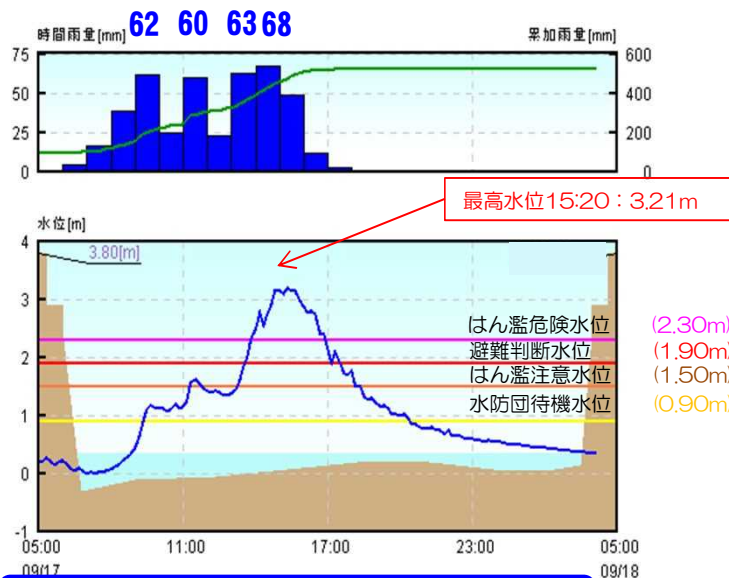 62 60 63 68
時間雨量[mm] 累加雨量[mm]
75 600
50 400
25 200
0 0
最高水位15:20：3.21m
水位[m]
4
3.80[m]
3
はん濫危険水位 (2.30m)
避難判断水位 (1.90m)
2
はん濫注意水位 (1.50m)
水防団待機水位 (0.90m)
1
0
-1
05:00 11:00 17:00 23:00 05:00
09/17 09/18